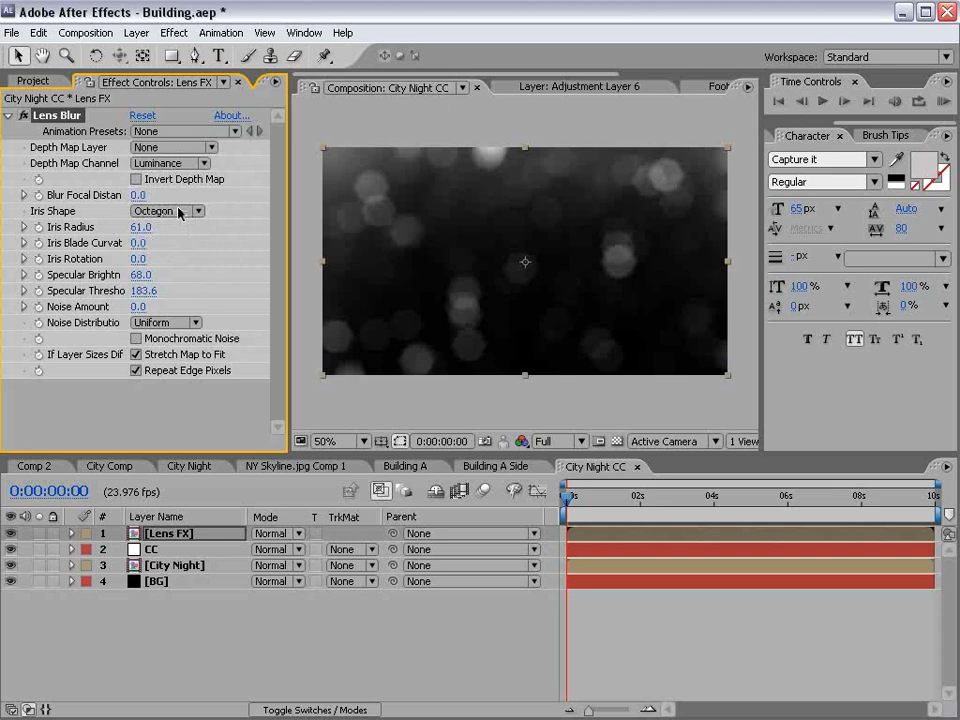 Adobe After Effects - Building.aep *
File Edit Composition Layer Effect Animation View Window Help
Workspace: Standard
Project Effect Controls: Lens FX
City Night CC * Lens FX
Lens Blur Reset About...
Animation Presets: None
Depth Map Layer None
Depth Map Channel Luminance
Invert Depth Map
Blur Focal Distan 0.0
Iris Shape Octagon
Iris Radius 61.0
Iris Blade Curvat 0.0
Iris Rotation 0.0
Specular Brightn 68.0
Specular Thresho 183.6
Noise Amount 0.0
Noise Distributio Uniform
Monochromatic Noise
If Layer Sizes Dif Stretch Map to Fit
Repeat Edge Pixels
Composition: City Night CC Layer: Adjustment Layer 6 Foot
50% 0:00:00:00 Full Active Camera 1 View
Time Controls
Character Brush Tips
Capture it
Regular
65 px Auto
Metrics 80
- px
100 % 100 %
0 px 0 %
T T TT Tr T¹ T₁
Comp 2 City Comp City Night NY Skyline.jpg Comp 1 Building A Building A Side City Night CC
0:00:00:00 (23.976 fps)
0s 02s 04s 06s 08s 10s
# Layer Name Mode T TrkMat Parent
1 [Lens FX] Normal None
2 CC Normal None None
3 [City Night] Normal None None
4 [BG] Normal None None
Toggle Switches / Modes